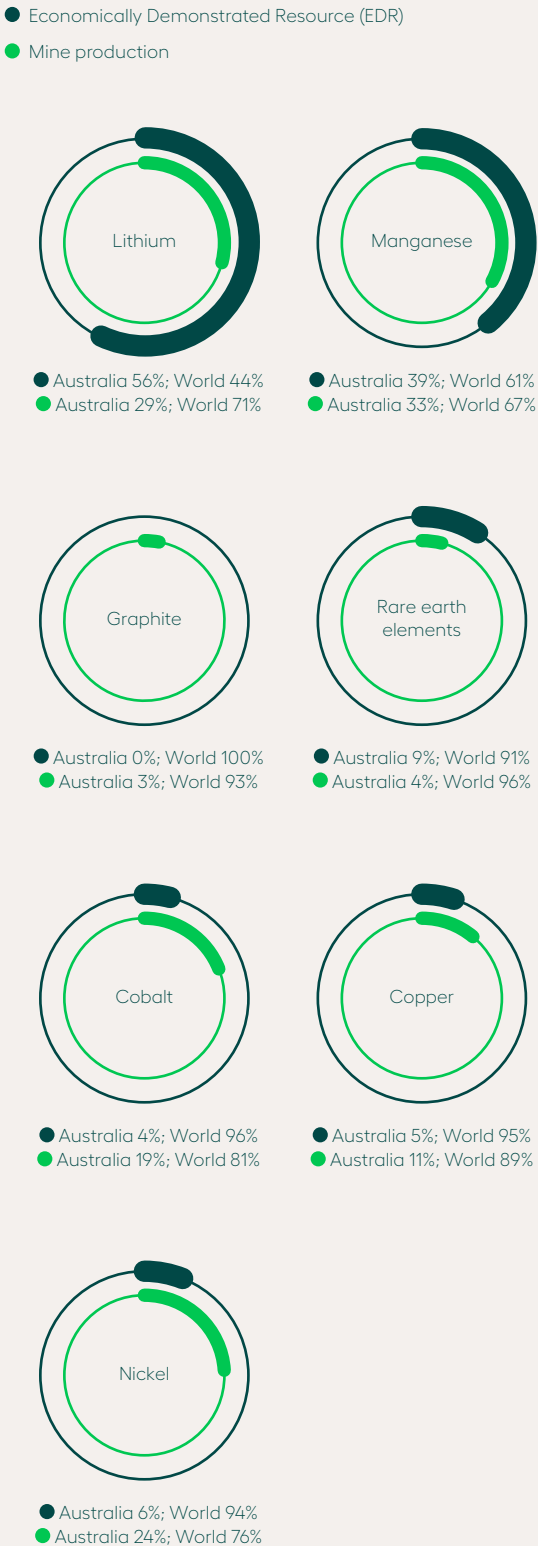 Economically Demonstrated Resource (EDR)
Mine production
Lithium
Australia 56%; World 44%
Australia 29%; World 71%
Manganese
Australia 39%; World 61%
Australia 33%; World 67%
Graphite
Australia 0%; World 100%
Australia 3%; World 93%
Rare earth
elements
Australia 9%; World 91%
Australia 4%; World 96%
Cobalt
Australia 4%; World 96%
Australia 19%; World 81%
Copper
Australia 5%; World 95%
Australia 11%; World 89%
Nickel
Australia 6%; World 94%
Australia 24%; World 76%